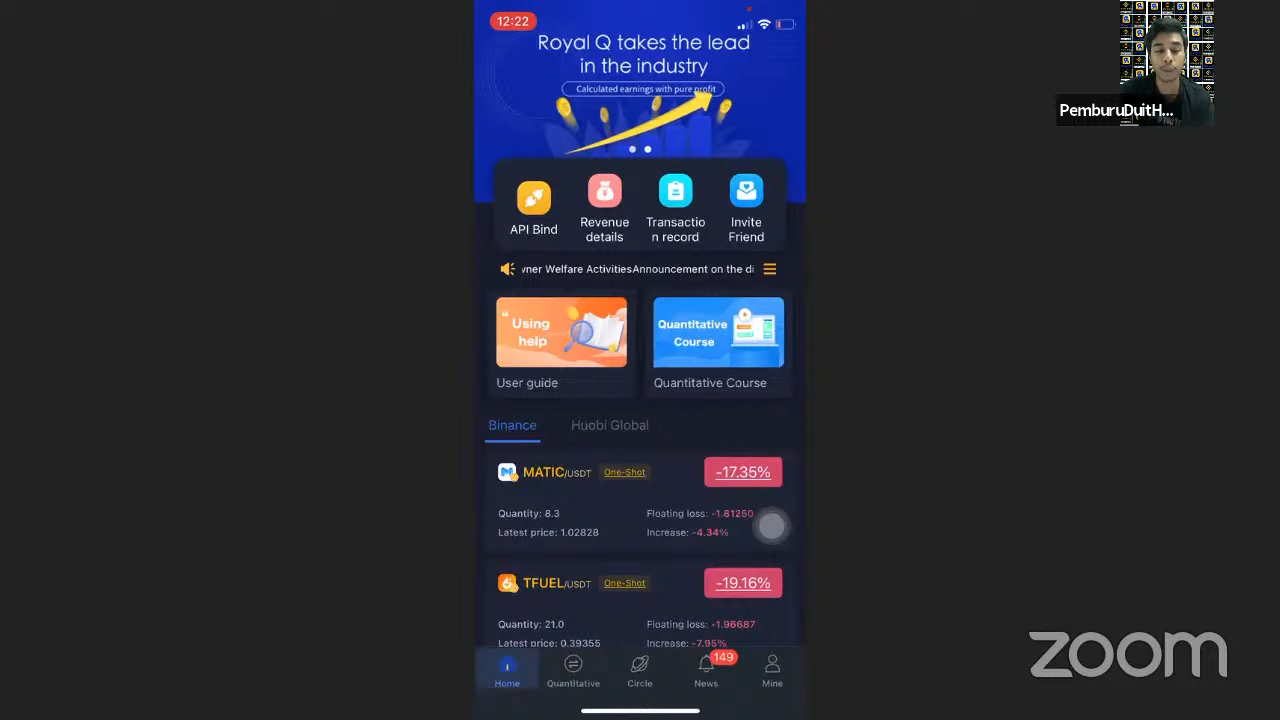 12:22
Royal Q takes the lead
in the industry
Calculated earnings with pure profit
API Bind
Revenue
details
Transactio
n record
Invite
Friend
wner Welfare ActivitiesAnnouncement on the di
"Using
help
Quantitative
Course
User guide
Quantitative Course
Binance
Huobi Global
MATIC/USDT One-Shot -17.35%
Quantity: 8.3 Floating loss: -1.81250
Latest price: 1.02828 Increase: -4.34%
TFUEL/USDT One-Shot -19.16%
Quantity: 21.0 Floating loss: -1.96687
Latest price: 0.39355 Increase: -7.95%
149
Home
Quantitative
Circle
News
Mine
PemburuDuitH...
zoom